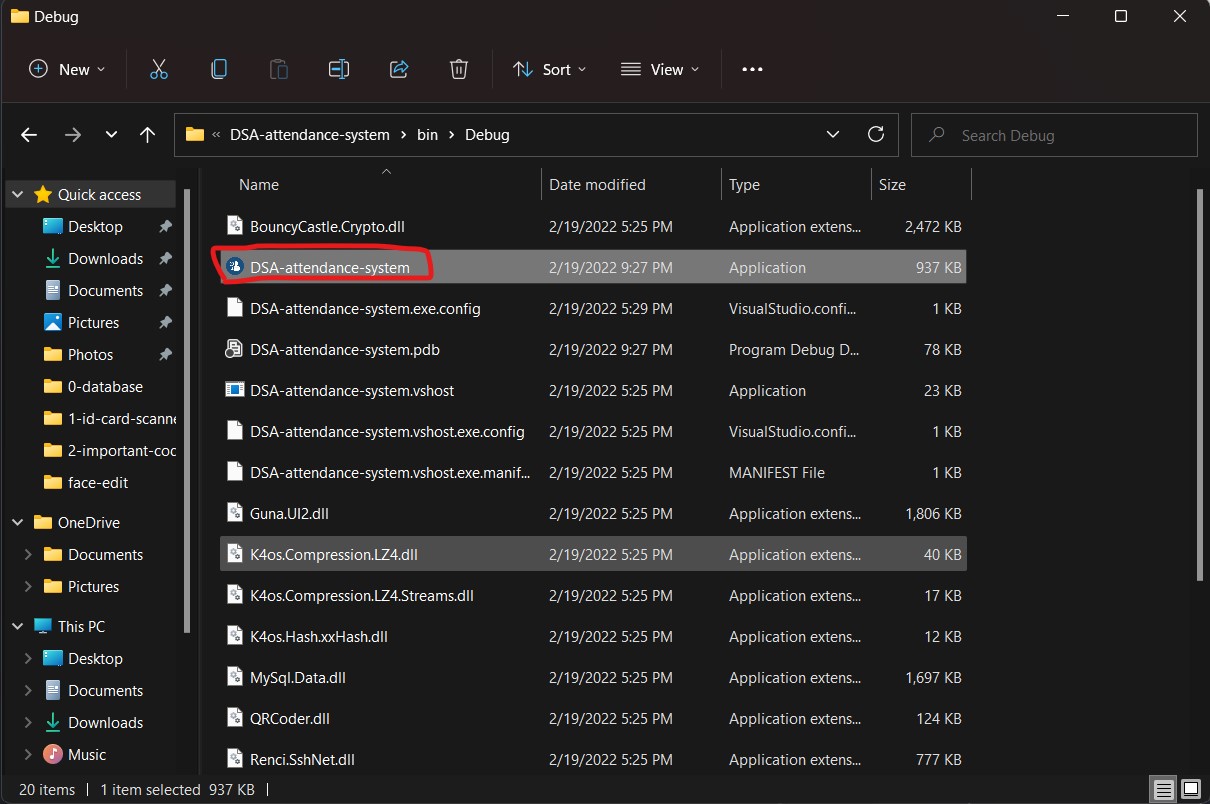 Debug
New
Sort
View
« DSA-attendance-system > bin > Debug
Search Debug
Quick access
Desktop
Downloads
Documents
Pictures
Photos
0-database
1-id-card-scanne
2-important-coc
face-edit
OneDrive
Documents
Pictures
This PC
Desktop
Documents
Downloads
Music
Name Date modified Type Size
BouncyCastle.Crypto.dll 2/19/2022 5:25 PM Application extens... 2,472 KB
DSA-attendance-system 2/19/2022 9:27 PM Application 937 KB
DSA-attendance-system.exe.config 2/19/2022 5:29 PM VisualStudio.confi... 1 KB
DSA-attendance-system.pdb 2/19/2022 9:27 PM Program Debug D... 78 KB
DSA-attendance-system.vshost 2/19/2022 5:25 PM Application 23 KB
DSA-attendance-system.vshost.exe.config 2/19/2022 5:25 PM VisualStudio.confi... 1 KB
DSA-attendance-system.vshost.exe.manif... 2/19/2022 5:25 PM MANIFEST File 1 KB
Guna.UI2.dll 2/19/2022 5:25 PM Application extens... 1,806 KB
K4os.Compression.LZ4.dll 2/19/2022 5:25 PM Application extens... 40 KB
K4os.Compression.LZ4.Streams.dll 2/19/2022 5:25 PM Application extens... 17 KB
K4os.Hash.xxHash.dll 2/19/2022 5:25 PM Application extens... 12 KB
MySql.Data.dll 2/19/2022 5:25 PM Application extens... 1,697 KB
QRCoder.dll 2/19/2022 5:25 PM Application extens... 124 KB
Renci.SshNet.dll 2/19/2022 5:25 PM Application extens... 777 KB
20 items | 1 item selected 937 KB |